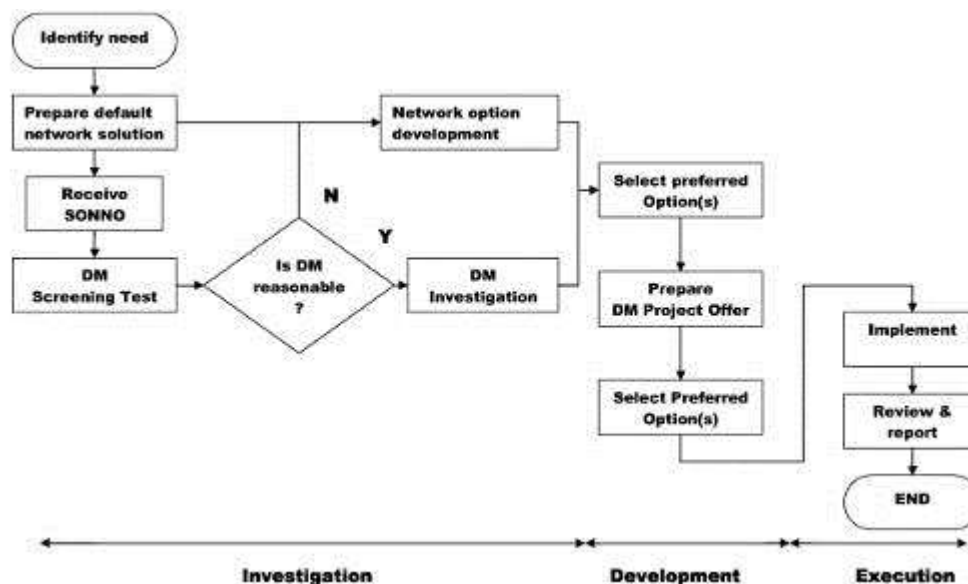 Identify need
Prepare default
network solution
Receive
SONNO
DM
Screening Test
Is DM
reasonable
?
N
Y
Network option
development
DM
Investigation
Select preferred
Option(s)
Prepare
DM Project Offer
Select Preferred
Option(s)
Implement
Review &
report
END
Investigation
Development
Execution